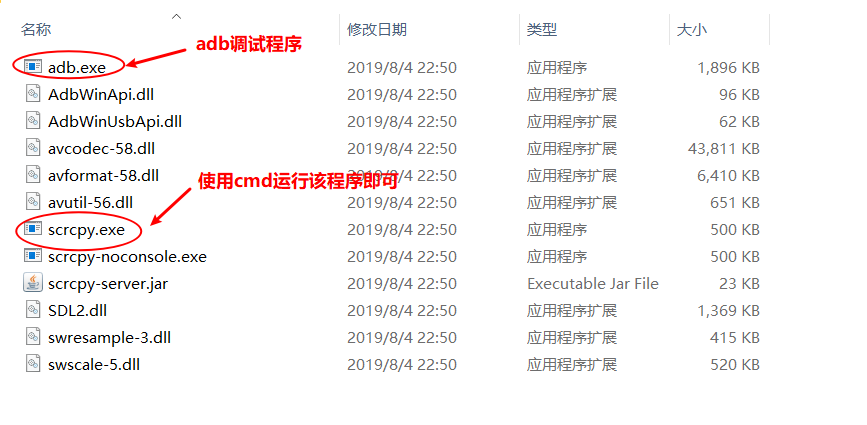 名称 修改日期 类型 大小
adb调试程序
adb.exe 2019/8/4 22:50 应用程序 1,896 KB
AdbWinApi.dll 2019/8/4 22:50 应用程序扩展 96 KB
AdbWinUsbApi.dll 2019/8/4 22:50 应用程序扩展 62 KB
avcodec-58.dll 2019/8/4 22:50 应用程序扩展 43,811 KB
avformat-58.dll 2019/8/4 22:50 应用程序扩展 6,410 KB
使用cmd运行该程序即可
avutil-56.dll 2019/8/4 22:50 应用程序扩展 651 KB
scrcpy.exe 2019/8/4 22:50 应用程序 500 KB
scrcpy-noconsole.exe 2019/8/4 22:50 应用程序 500 KB
scrcpy-server.jar 2019/8/4 22:50 Executable Jar File 23 KB
SDL2.dll 2019/8/4 22:50 应用程序扩展 1,369 KB
swresample-3.dll 2019/8/4 22:50 应用程序扩展 415 KB
swscale-5.dll 2019/8/4 22:50 应用程序扩展 520 KB